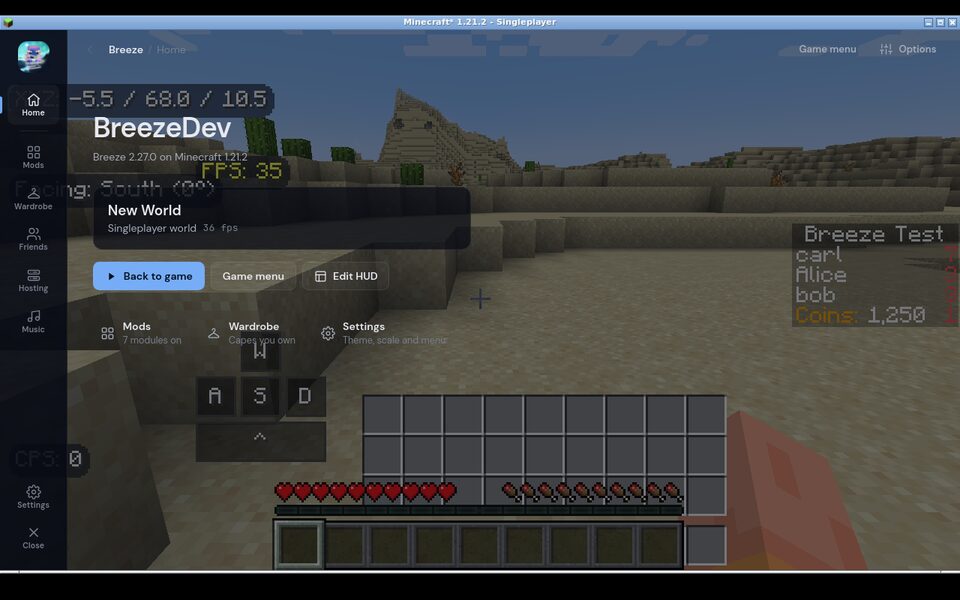 Minecraft* 1.21.2 - Singleplayer
Breeze / Home
Game menu
Options
-5.5 / 68.0 / 10.5
Home
BreezeDev
Breeze 2.27.0 on Minecraft 1.21.2
FPS: 35
Mods
Facing: South (0°)
Wardrobe
New World
Singleplayer world 36 fps
Friends
Breeze Test
carl
Alice
bob
Coins: 1,250
Back to game
Game menu
Edit HUD
Hosting
Music
Mods
7 modules on
Wardrobe
Capes you own
Settings
Theme, scale and menu
W
A
S
D
^
CPS: 0
Settings
Close